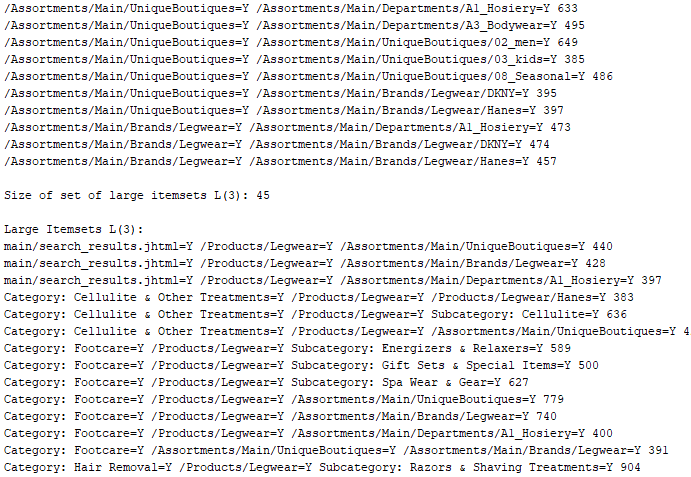 /Assortments/Main/UniqueBoutiques=Y /Assortments/Main/Departments/A1_Hosiery=Y 633
/Assortments/Main/UniqueBoutiques=Y /Assortments/Main/Departments/A3_Bodywear=Y 495
/Assortments/Main/UniqueBoutiques=Y /Assortments/Main/UniqueBoutiques/02_men=Y 649
/Assortments/Main/UniqueBoutiques=Y /Assortments/Main/UniqueBoutiques/03_kids=Y 385
/Assortments/Main/UniqueBoutiques=Y /Assortments/Main/UniqueBoutiques/08_Seasonal=Y 486
/Assortments/Main/UniqueBoutiques=Y /Assortments/Main/Brands/Legwear/DKNY=Y 395
/Assortments/Main/UniqueBoutiques=Y /Assortments/Main/Brands/Legwear/Hanes=Y 397
/Assortments/Main/Brands/Legwear=Y /Assortments/Main/Departments/A1_Hosiery=Y 473
/Assortments/Main/Brands/Legwear=Y /Assortments/Main/Brands/Legwear/DKNY=Y 474
/Assortments/Main/Brands/Legwear=Y /Assortments/Main/Brands/Legwear/Hanes=Y 457
Size of set of large itemsets L(3): 45
Large Itemsets L(3):
main/search_results.jhtml=Y /Products/Legwear=Y /Assortments/Main/UniqueBoutiques=Y 440
main/search_results.jhtml=Y /Products/Legwear=Y /Assortments/Main/Brands/Legwear=Y 428
main/search_results.jhtml=Y /Products/Legwear=Y /Assortments/Main/Departments/A1_Hosiery=Y 397
Category: Cellulite & Other Treatments=Y /Products/Legwear=Y /Products/Legwear/Hanes=Y 383
Category: Cellulite & Other Treatments=Y /Products/Legwear=Y Subcategory: Cellulite=Y 636
Category: Cellulite & Other Treatments=Y /Products/Legwear=Y /Assortments/Main/UniqueBoutiques=Y 4
Category: Footcare=Y /Products/Legwear=Y Subcategory: Energizers & Relaxers=Y 589
Category: Footcare=Y /Products/Legwear=Y Subcategory: Gift Sets & Special Items=Y 500
Category: Footcare=Y /Products/Legwear=Y Subcategory: Spa Wear & Gear=Y 627
Category: Footcare=Y /Products/Legwear=Y /Assortments/Main/UniqueBoutiques=Y 779
Category: Footcare=Y /Products/Legwear=Y /Assortments/Main/Brands/Legwear=Y 740
Category: Footcare=Y /Products/Legwear=Y /Assortments/Main/Departments/A1_Hosiery=Y 400
Category: Footcare=Y /Assortments/Main/UniqueBoutiques=Y /Assortments/Main/Brands/Legwear=Y 391
Category: Hair Removal=Y /Products/Legwear=Y Subcategory: Razors & Shaving Treatments=Y 904